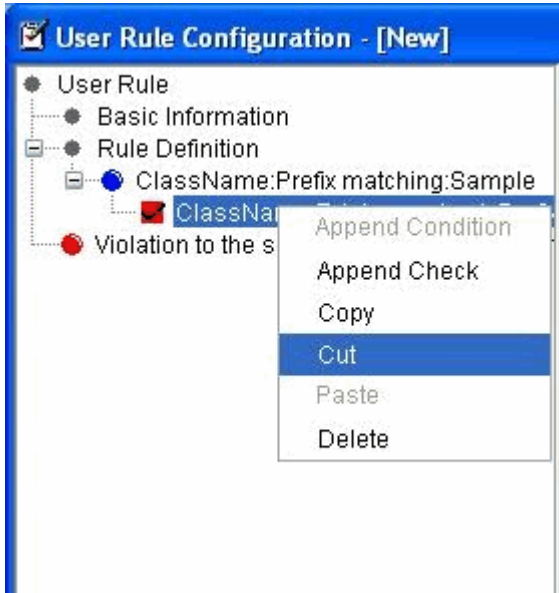 User Rule Configuration - [New]
User Rule
Basic Information
Rule Definition
ClassName:Prefix matching:Sample
Violation to the s
Append Condition
Append Check
Copy
Cut
Paste
Delete